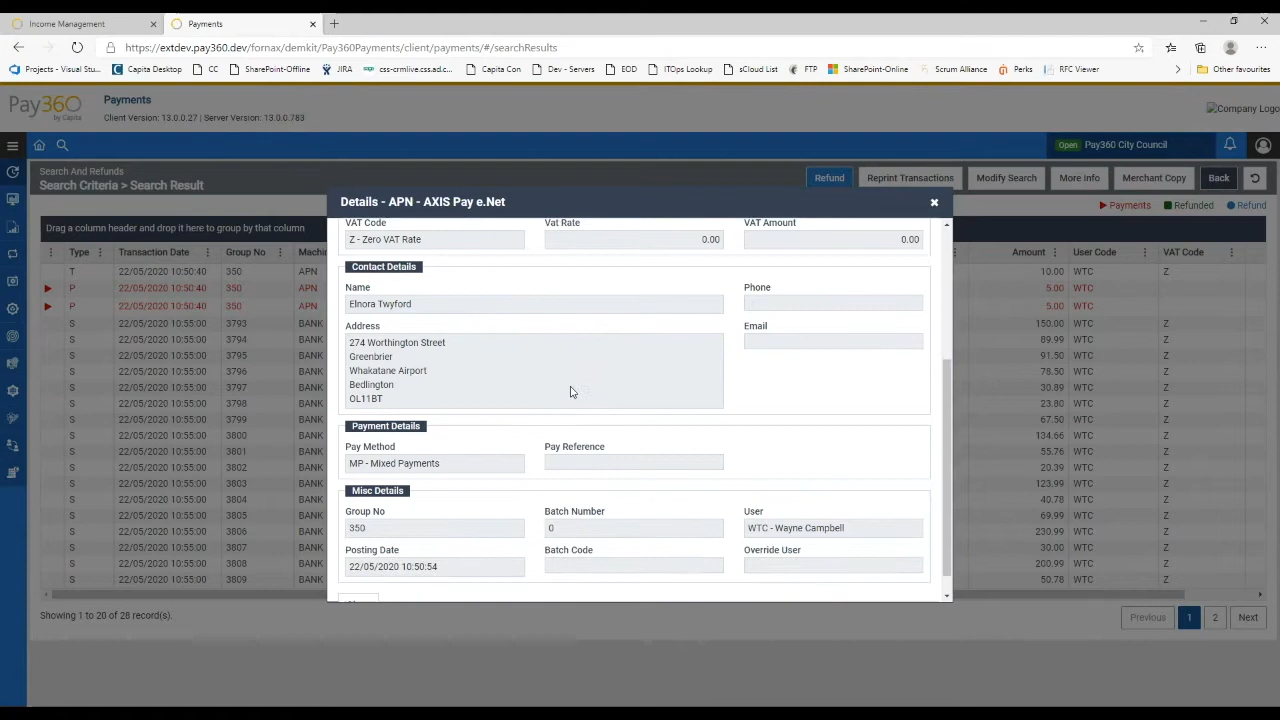 Income Management
Payments
https://extdev.pay360.dev/fornax/demkit/Pay360Payments/client/payments/#/searchResults
Projects - Visual Stu...
Capita Desktop
CC
SharePoint-Offline
JIRA
css-crmlive.css.ad.c...
Capita Con
Dev - Servers
EOD
ITOps Lookup
sCloud List
FTP
SharePoint-Online
Scrum Alliance
Perks
RFC Viewer
Other favourites
Pay360
by Capita
Payments
Client Version: 13.0.0.27 | Server Version: 13.0.0.783
Company Logo
Open Pay360 City Council
Search And Refunds
Search Criteria > Search Result
Refund
Reprint Transactions
Modify Search
More Info
Merchant Copy
Back
Payments Refunded Refund
Drag a column header and drop it here to group by that column
Type Transaction Date Group No Amount User Code VAT Code
T 22/05/2020 10:50:40 350 APN 10.00 WTC Z
P 22/05/2020 10:50:40 350 APN 5.00 WTC
P 22/05/2020 10:50:40 350 APN 5.00 WTC
S 22/05/2020 10:55:00 3793 BANK 150.00 WTC Z
S 22/05/2020 10:55:00 3794 BANK 89.99 WTC Z
S 22/05/2020 10:55:00 3795 BANK 91.50 WTC Z
S 22/05/2020 10:55:00 3796 BANK 78.50 WTC Z
S 22/05/2020 10:55:00 3797 BANK 30.89 WTC Z
S 22/05/2020 10:55:00 3798 BANK 23.80 WTC Z
S 22/05/2020 10:55:00 3799 BANK 67.50 WTC Z
S 22/05/2020 10:55:00 3800 BANK 134.66 WTC Z
S 22/05/2020 10:55:00 3801 BANK 55.76 WTC Z
S 22/05/2020 10:55:00 3802 BANK 20.39 WTC Z
S 22/05/2020 10:55:00 3803 BANK 123.99 WTC Z
S 22/05/2020 10:55:00 3804 BANK 40.78 WTC Z
S 22/05/2020 10:55:00 3805 BANK 69.99 WTC Z
S 22/05/2020 10:55:00 3806 BANK 230.99 WTC Z
S 22/05/2020 10:55:00 3807 BANK 30.00 WTC Z
S 22/05/2020 10:55:00 3808 BANK 200.99 WTC Z
S 22/05/2020 10:55:00 3809 BANK 50.78 WTC Z
Showing 1 to 20 of 28 record(s).
Previous 1 2 Next
Details - APN - AXIS Pay e.Net
VAT Code Vat Rate VAT Amount
Z - Zero VAT Rate 0.00 0.00
Contact Details
Name Phone
Elnora Twyford
Address Email
274 Worthington Street
Greenbrier
Whakatane Airport
Bedlington
OL11BT
Payment Details
Pay Method Pay Reference
MP - Mixed Payments
Misc Details
Group No Batch Number User
350 0 WTC - Wayne Campbell
Posting Date Batch Code Override User
22/05/2020 10:50:54